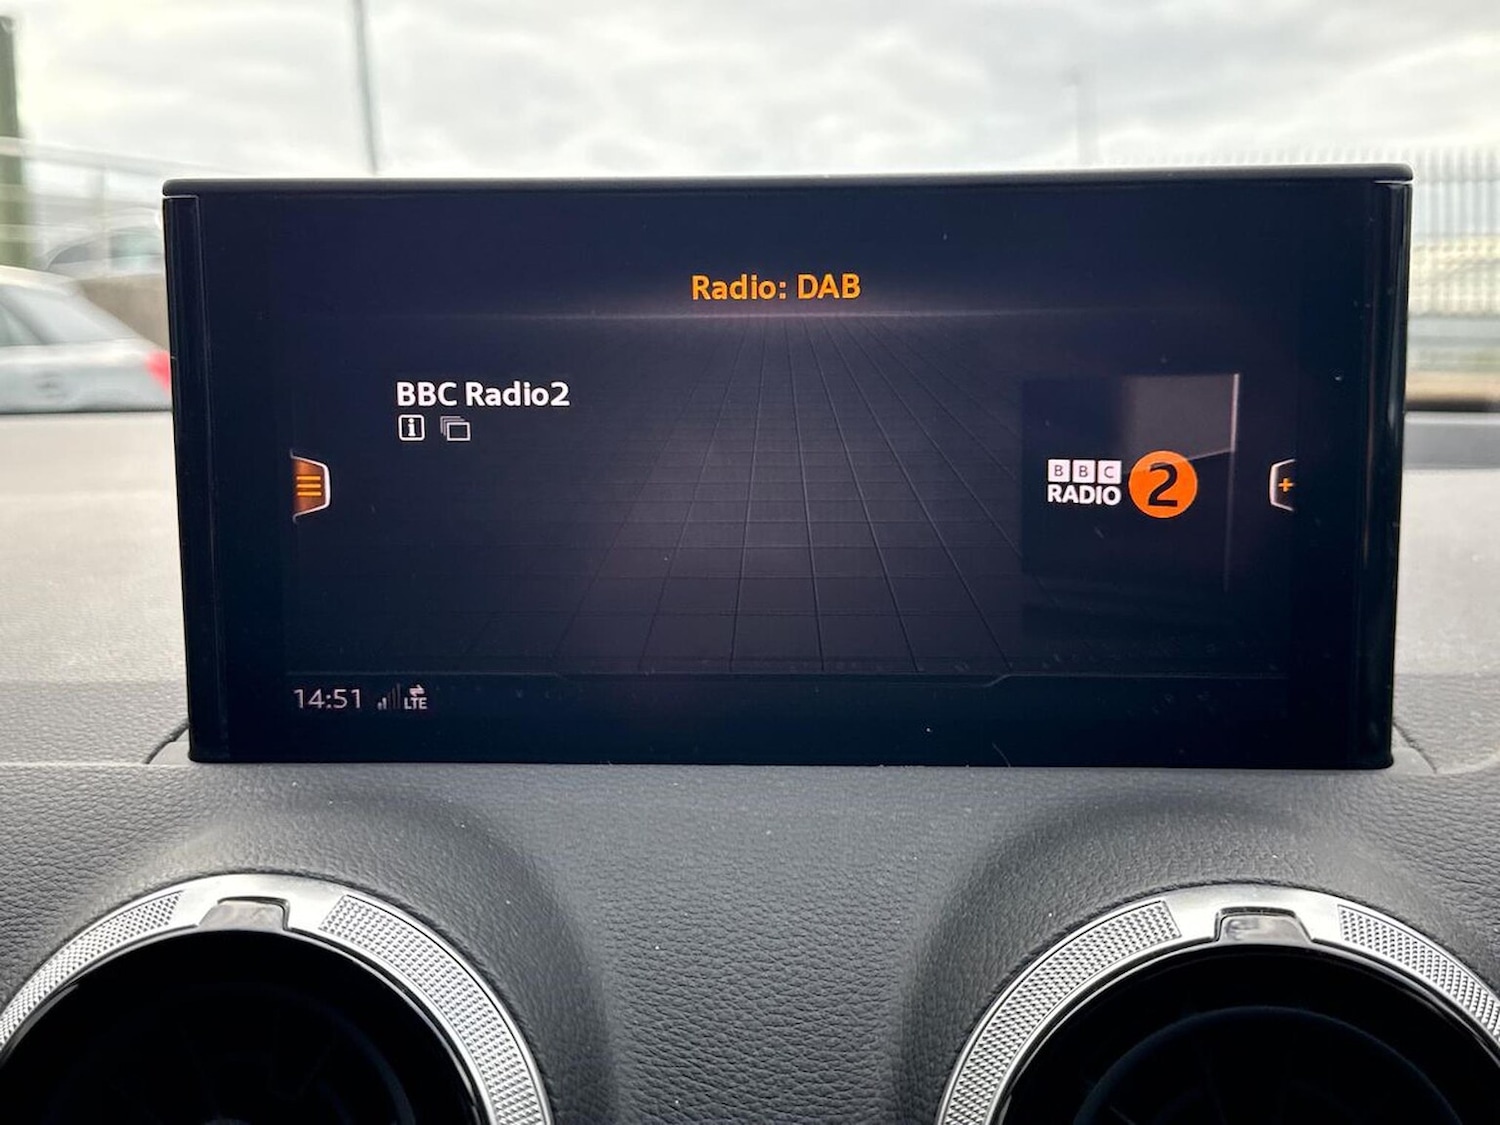 Radio: DAB
BBC Radio2
BBC
RADIO 2
14:51 LTE